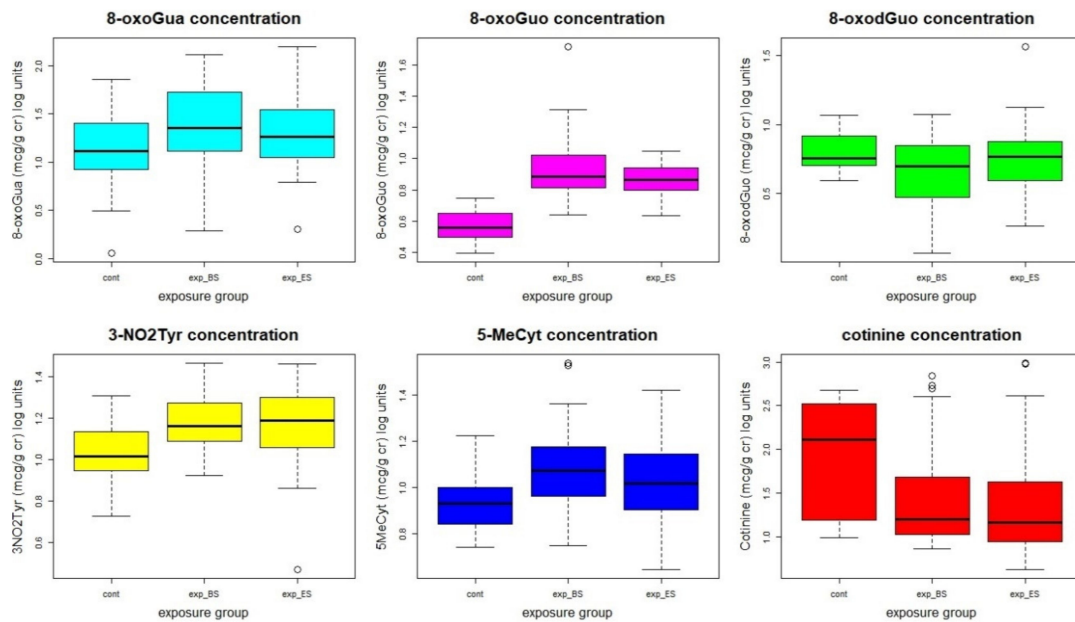 8-oxoGua concentration
8-oxoGua (mcg/g cr) log units
2.0
1.5
1.0
0.5
0.0
cont
exp_BS
exp_ES
exposure group
8-oxoGuo concentration
8-oxoGuo (mcg/g cr) log units
1.6
1.4
1.2
1.0
0.8
0.6
0.4
cont
exp_BS
exp_ES
exposure group
8-oxodGuo concentration
8-oxodGuo (mcg/g cr) log units
1.5
1.0
0.5
cont
exp_BS
exp_ES
exposure group
3-NO2Tyr concentration
3NO2Tyr (mcg/g cr) log units
1.4
1.2
1.0
0.8
0.6
cont
exp_BS
exp_ES
exposure group
5-MeCyt concentration
5MeCyt (mcg/g cr) log units
1.4
1.2
1.0
0.8
cont
exp_BS
exp_ES
exposure group
cotinine concentration
Cotinine (mcg/g cr) log units
3.0
2.5
2.0
1.5
1.0
cont
exp_BS
exp_ES
exposure group